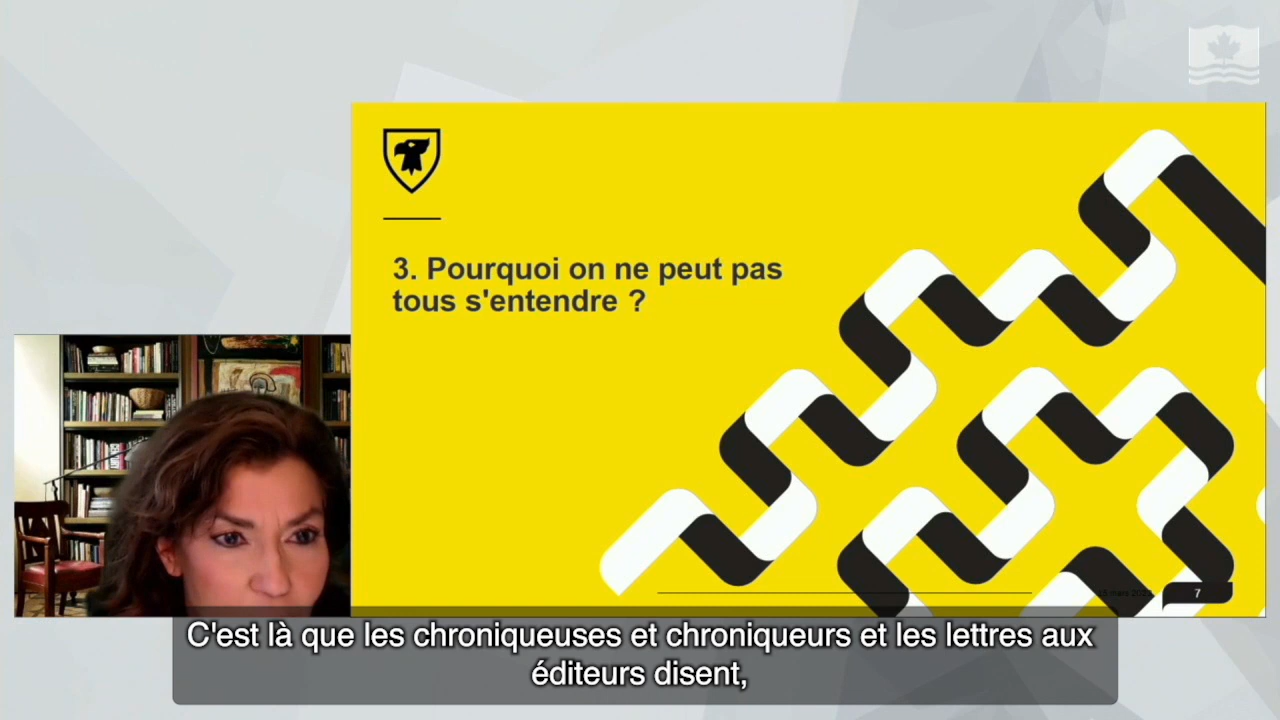 3. Pourquoi on ne peut pas
tous s'entendre ?
7
C'est là que les chroniqueuses et chroniqueurs et les lettres aux
éditeurs disent,